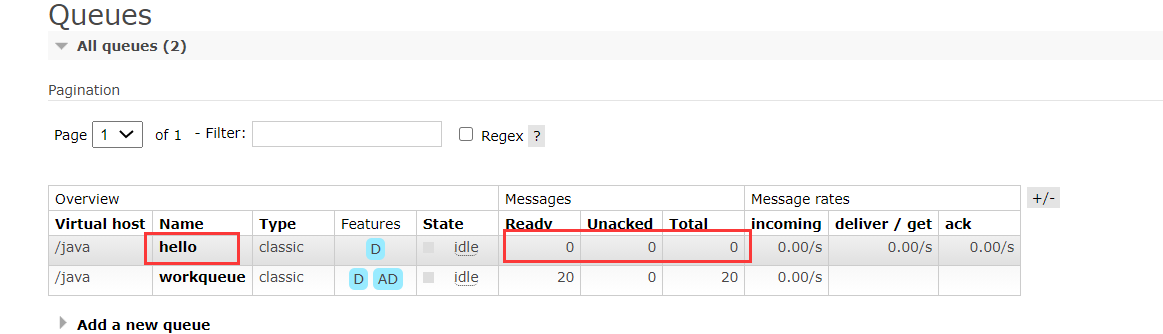 Queues
All queues (2)
Pagination
Page 1 of 1 - Filter: Regex ?
Overview Messages Message rates +/-
Virtual host Name Type Features State Ready Unacked Total incoming deliver / get ack
/java hello classic D idle 0 0 0 0.00/s 0.00/s 0.00/s
/java workqueue classic D AD idle 20 0 20 0.00/s
Add a new queue